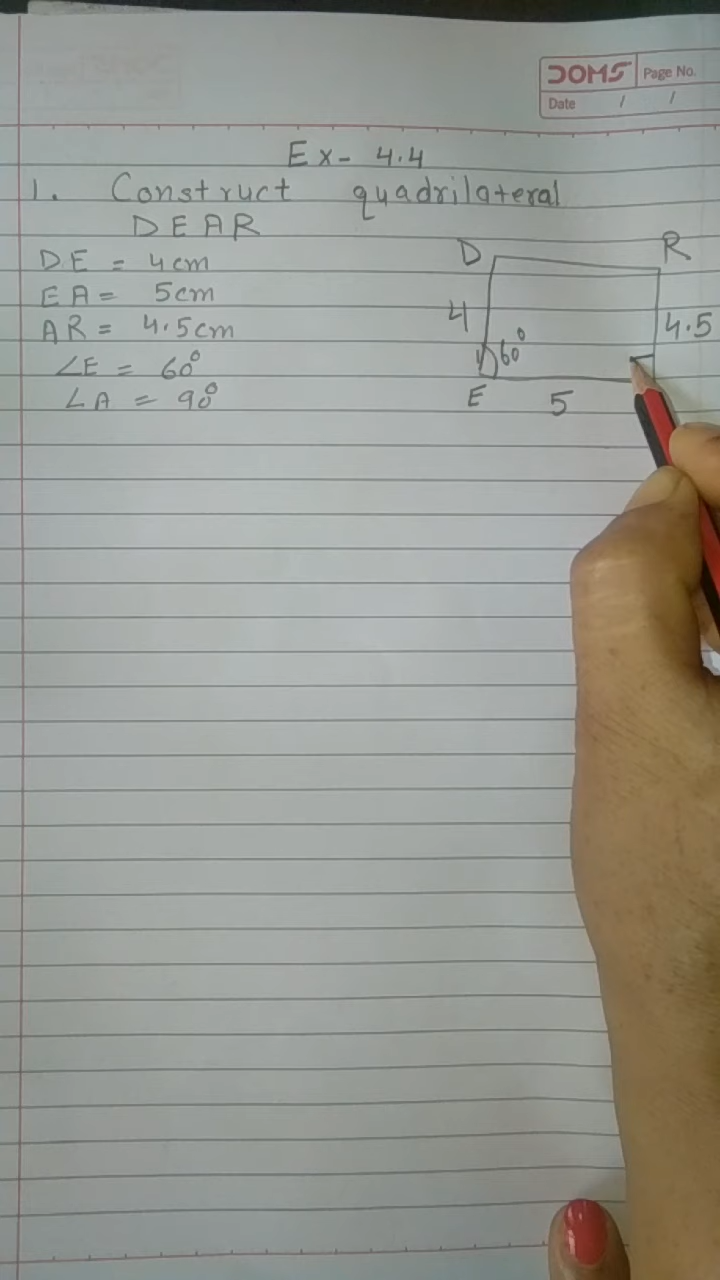 DOMS Page No.
Date / /
Ex- 4.4
1. Construct quadrilateral
DEAR
DE = 4cm
EA = 5cm
AR = 4.5cm
∠E = 60°
∠A = 90°
D R
4 60° 4.5
E 5